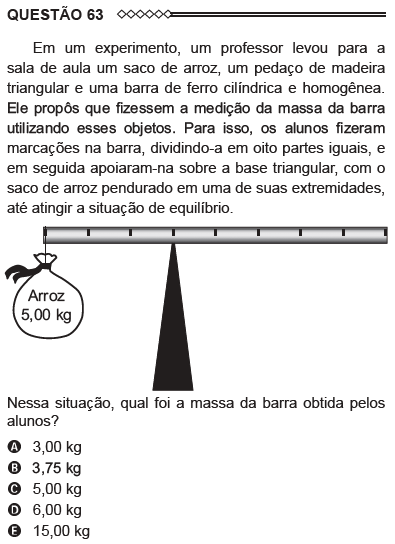 QUESTÃO 63
Em um experimento, um professor levou para a
sala de aula um saco de arroz, um pedaço de madeira
triangular e uma barra de ferro cilíndrica e homogênea.
Ele propôs que fizessem a medição da massa da barra
utilizando esses objetos. Para isso, os alunos fizeram
marcações na barra, dividindo-a em oito partes iguais, e
em seguida apoiaram-na sobre a base triangular, com o
saco de arroz pendurado em uma de suas extremidades,
até atingir a situação de equilíbrio.
Arroz
5,00 kg
Nessa situação, qual foi a massa da barra obtida pelos
alunos?
A 3,00 kg
B 3,75 kg
C 5,00 kg
D 6,00 kg
E 15,00 kg